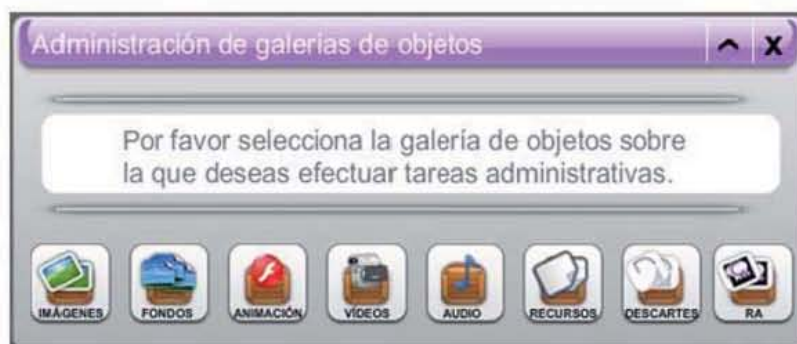 Administración de galerías de objetos
Por favor selecciona la galería de objetos sobre
la que deseas efectuar tareas administrativas.
IMÁGENES FONDOS ANIMACIÓN VÍDEOS AUDIO RECURSOS DESCARTES RA